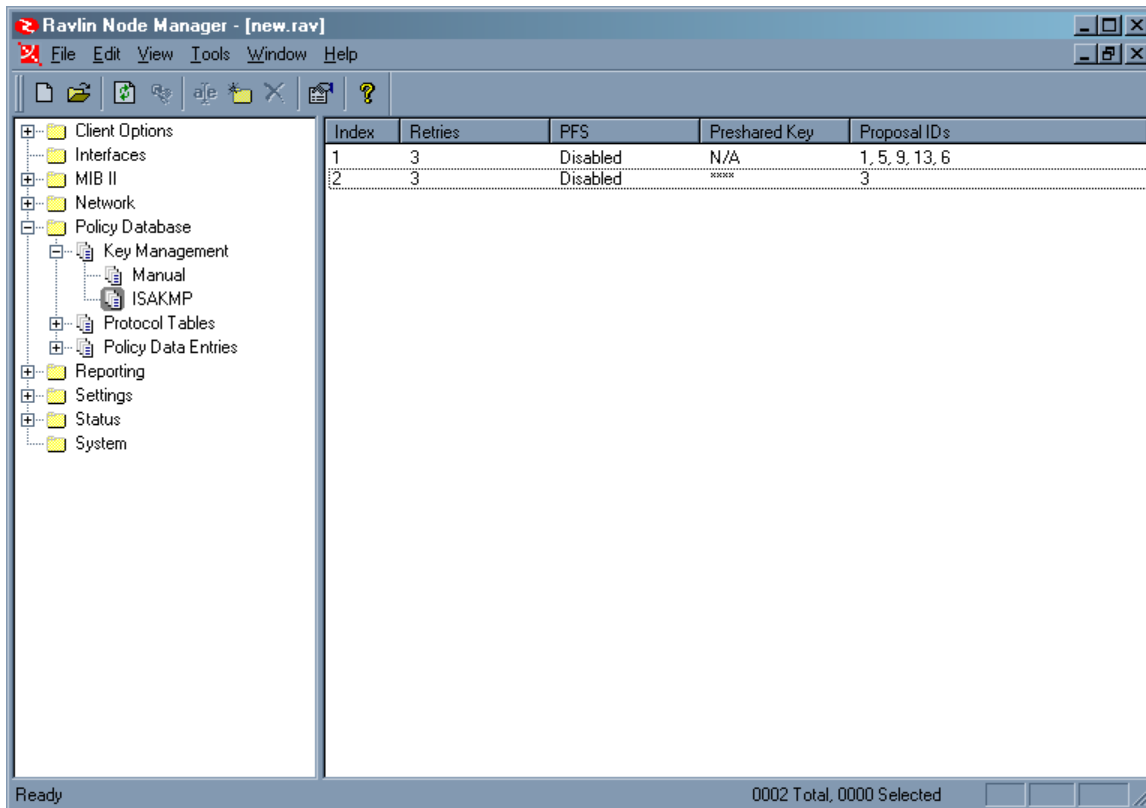 Ravlin Node Manager - [new.rav]
File Edit View Tools Window Help
Client Options
Interfaces
MIB II
Network
Policy Database
Key Management
Manual
ISAKMP
Protocol Tables
Policy Data Entries
Reporting
Settings
Status
System
Index Retries PFS Preshared Key Proposal IDs
1 3 Disabled N/A 1, 5, 9, 13, 6
2 3 Disabled **** 3
Ready 0002 Total, 0000 Selected